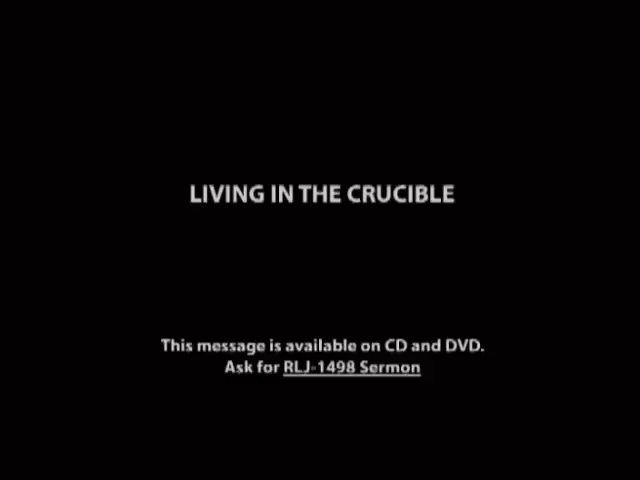 LIVING IN THE CRUCIBLE
This message is available on CD and DVD.
Ask for RLJ-1498 Sermon